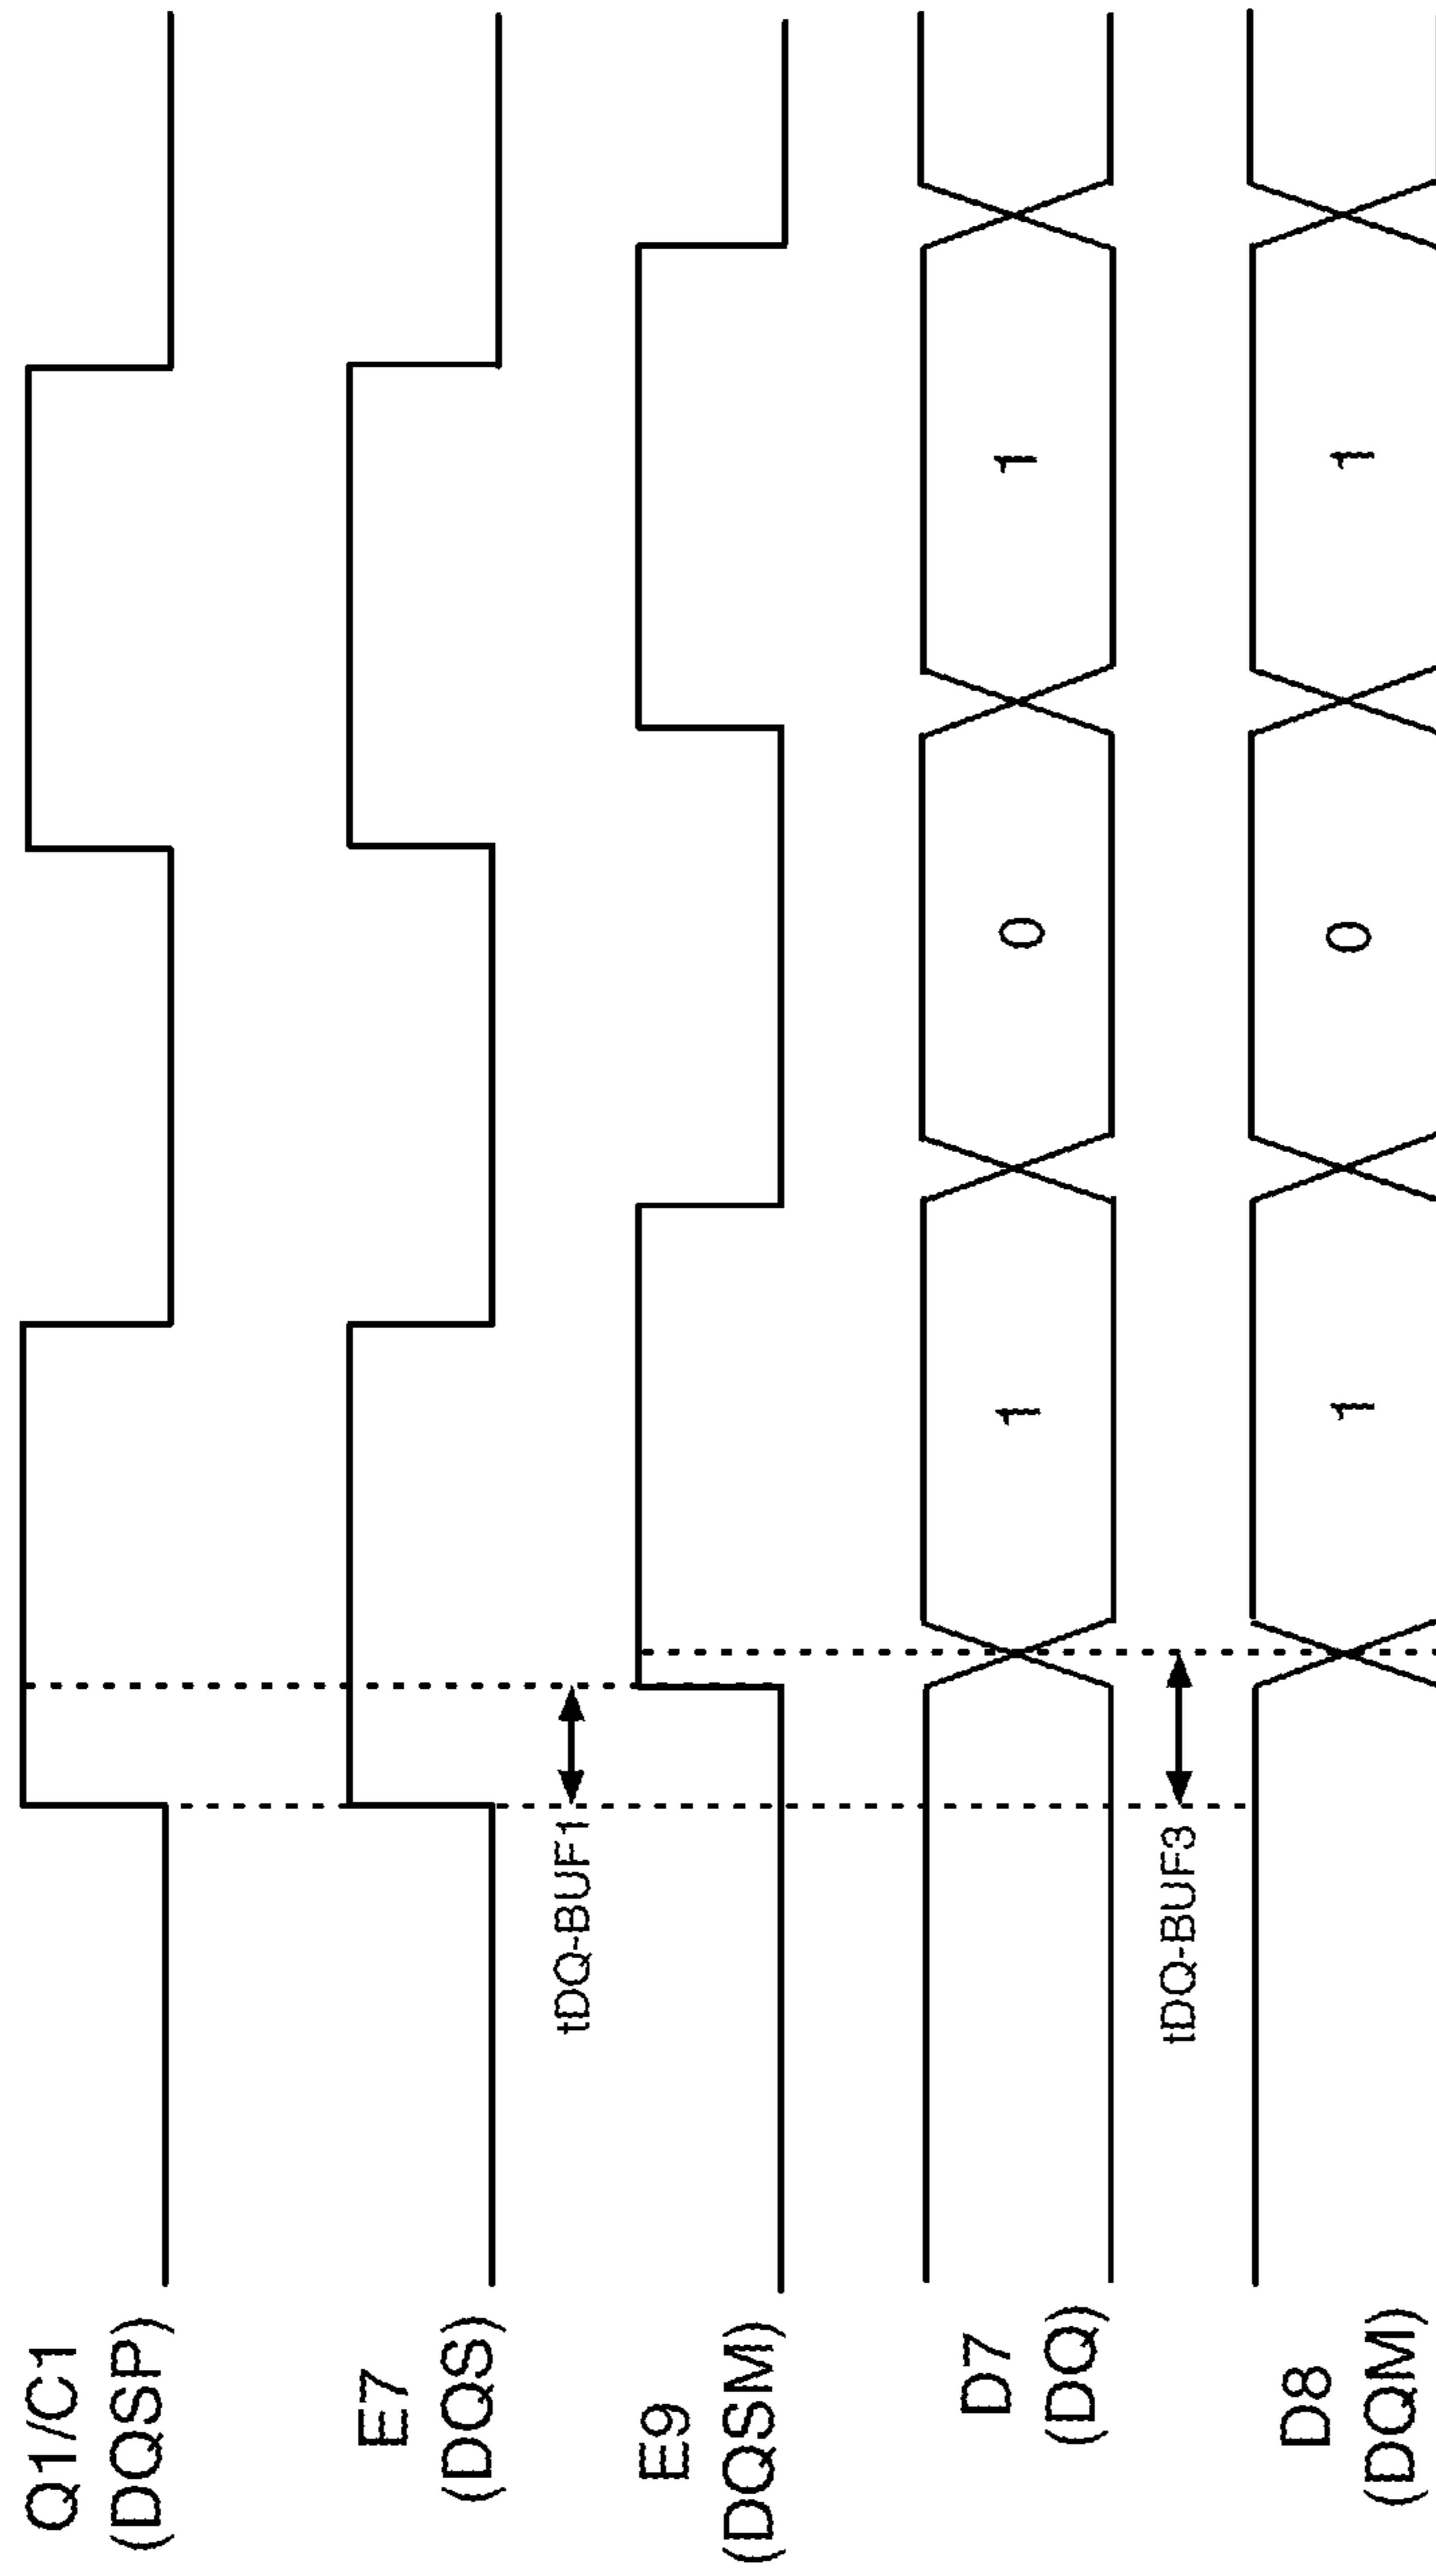 Q1/C1
(DQSP)
E7
(DQS)
tDQ-BUF1
E9
(DQSM)
D7
(DQ)
1
0
1
tDQ-BUF3
D8
(DQM)
1
0
1